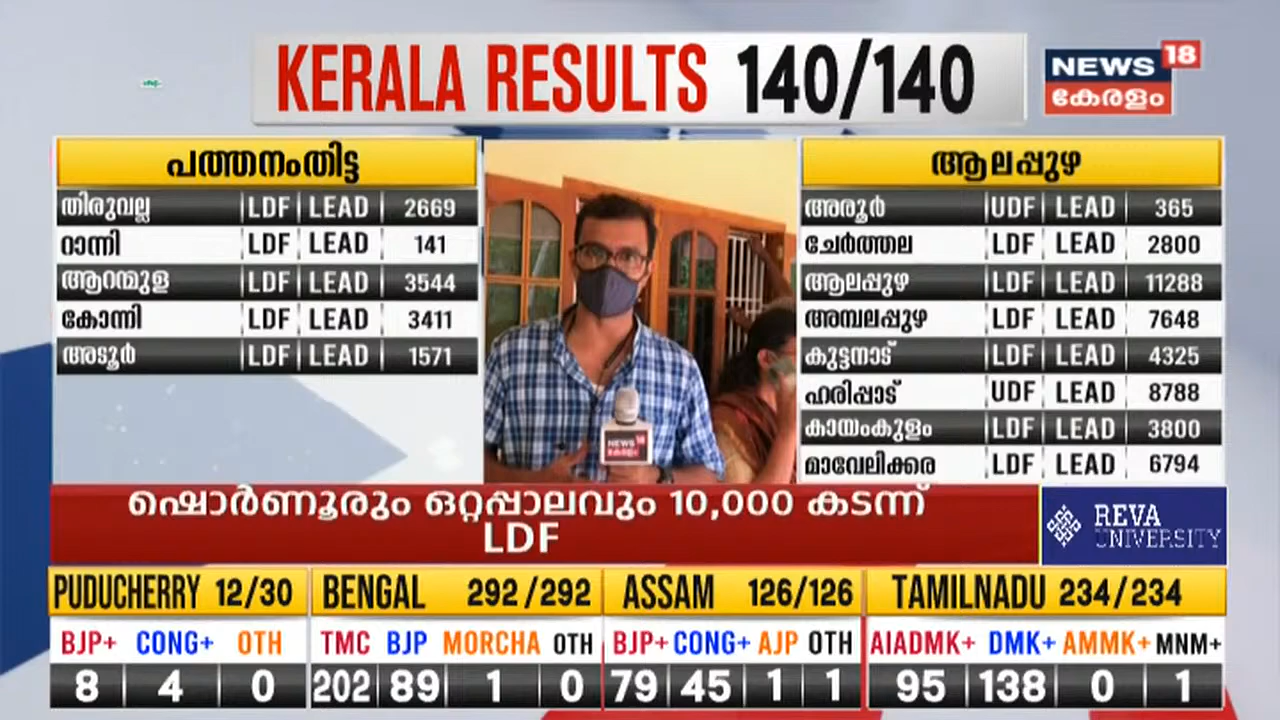 KERALA RESULTS 140/140
NEWS 18
കേരളം
പത്തനംതിട്ട
തിരുവല്ല LDF LEAD 2669
റാന്നി LDF LEAD 141
ആറന്മുള LDF LEAD 3544
കോന്നി LDF LEAD 3411
അടൂർ LDF LEAD 1571
NEWS 18
കേരളം
ആലപ്പുഴ
അരൂർ UDF LEAD 365
ചേർത്തല LDF LEAD 2800
ആലപ്പുഴ LDF LEAD 11288
അമ്പലപ്പുഴ LDF LEAD 7648
കുട്ടനാട് LDF LEAD 4325
ഹരിപ്പാട് UDF LEAD 8788
കായംകുളം LDF LEAD 3800
മാവേലിക്കര LDF LEAD 6794
ഷൊർണൂരും ഒറ്റപ്പാലവും 10,000 കടന്ന്
LDF
REVA
UNIVERSITY
PUDUCHERRY 12/30
BJP+ CONG+ OTH
8 4 0
BENGAL 292/292
TMC BJP MORCHA OTH
202 89 1 0
ASSAM 126/126
BJP+ CONG+ AJP OTH
79 45 1 1
TAMILNADU 234/234
AIADMK+ DMK+ AMMK+ MNM+
95 138 0 1